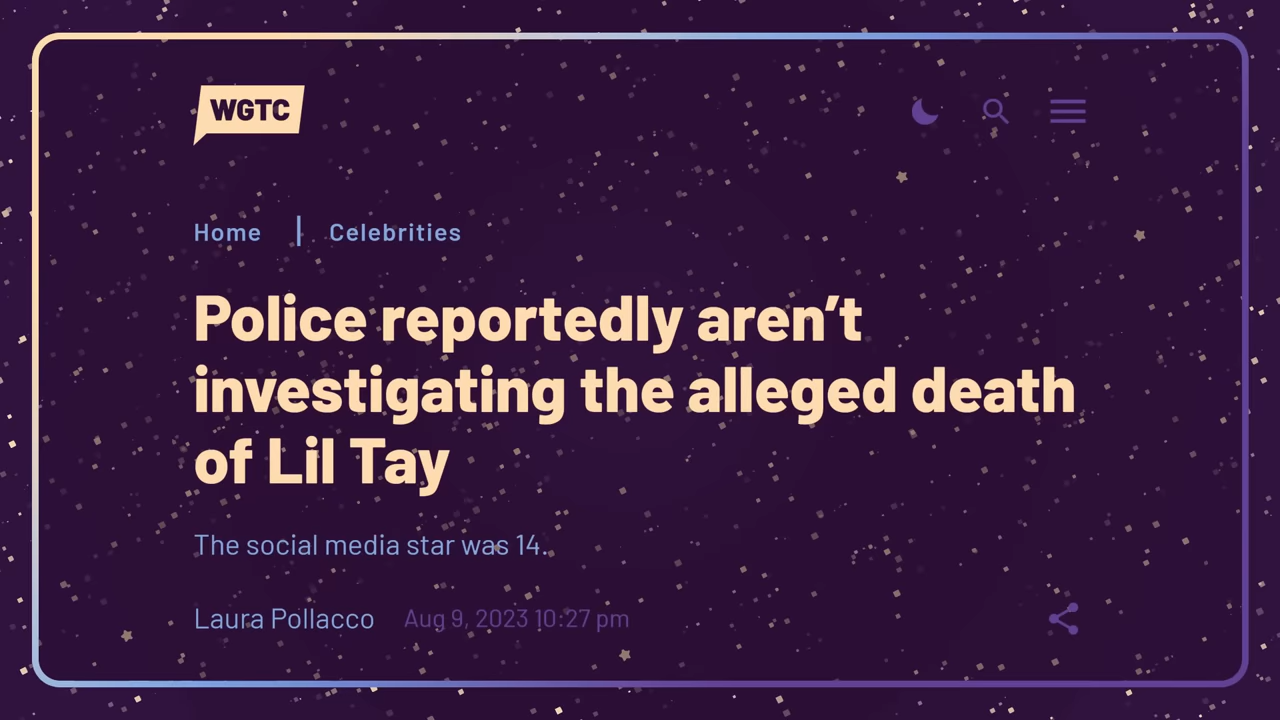 WGTC
Home | Celebrities
Police reportedly aren’t
investigating the alleged death
of Lil Tay
The social media star was 14.
Laura Pollacco Aug 9, 2023 10:27 pm